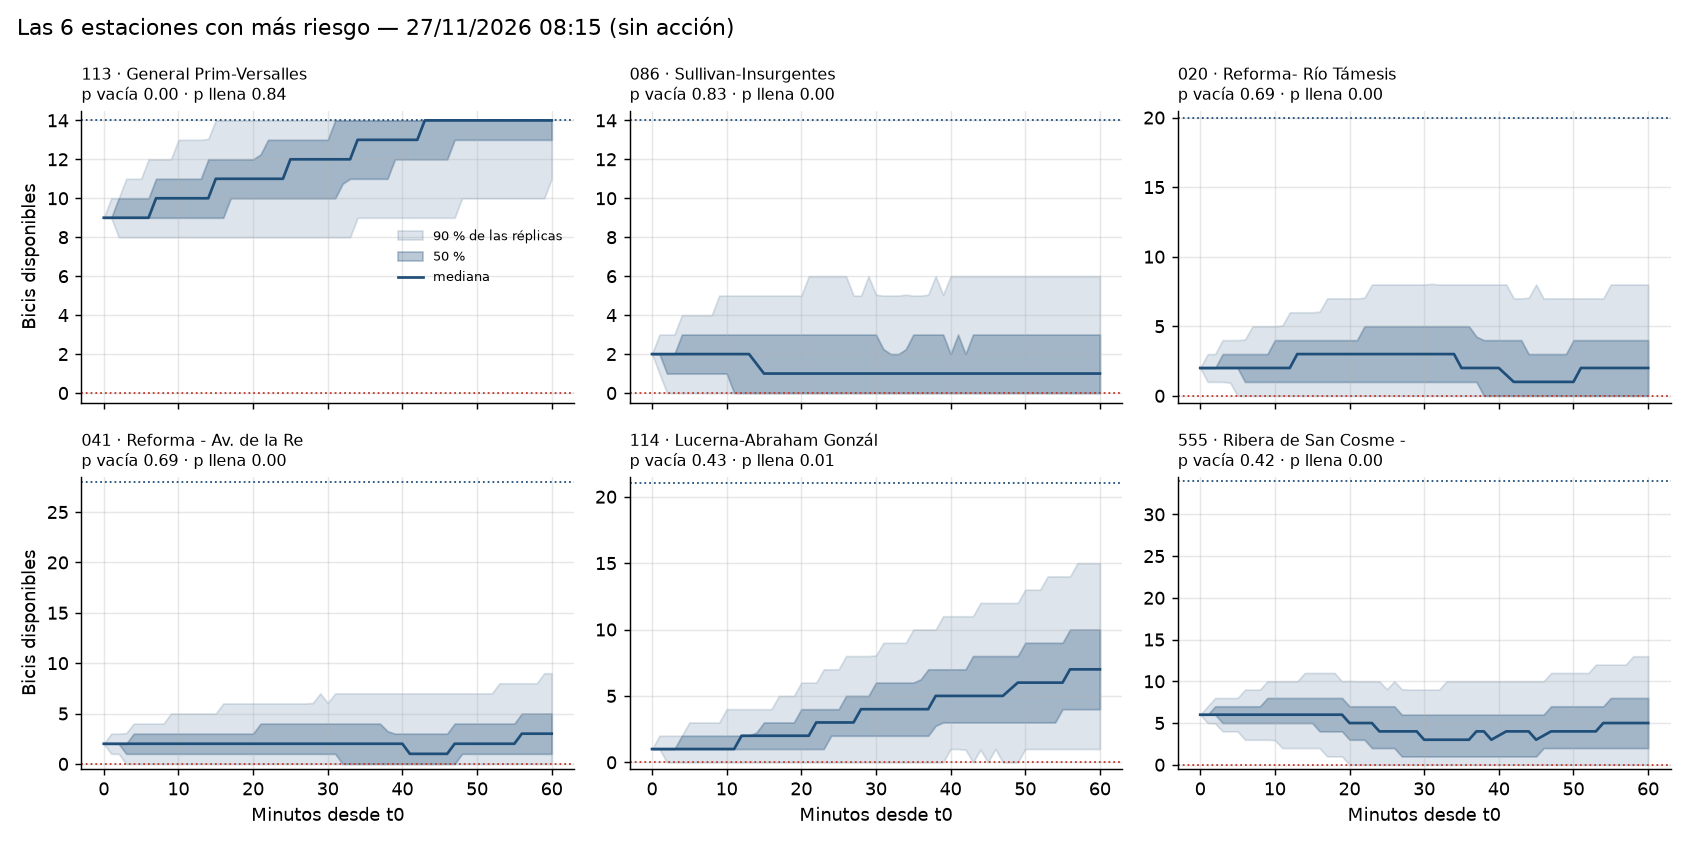 Las 6 estaciones con más riesgo — 27/11/2026 08:15 (sin acción)
113 · General Prim-Versalles
p vacía 0.00 · p llena 0.84
086 · Sullivan-Insurgentes
p vacía 0.83 · p llena 0.00
020 · Reforma- Río Támesis
p vacía 0.69 · p llena 0.00
Bicis disponibles
14
12
10
8
6
4
2
0
90 % de las réplicas
50 %
mediana
14
12
10
8
6
4
2
0
20
15
10
5
0
041 · Reforma - Av. de la Re
p vacía 0.69 · p llena 0.00
114 · Lucerna-Abraham Gonzál
p vacía 0.43 · p llena 0.01
555 · Ribera de San Cosme -
p vacía 0.42 · p llena 0.00
Bicis disponibles
25
20
15
10
5
0
0 10 20 30 40 50 60
Minutos desde t0
20
15
10
5
0
0 10 20 30 40 50 60
Minutos desde t0
30
25
20
15
10
5
0
0 10 20 30 40 50 60
Minutos desde t0